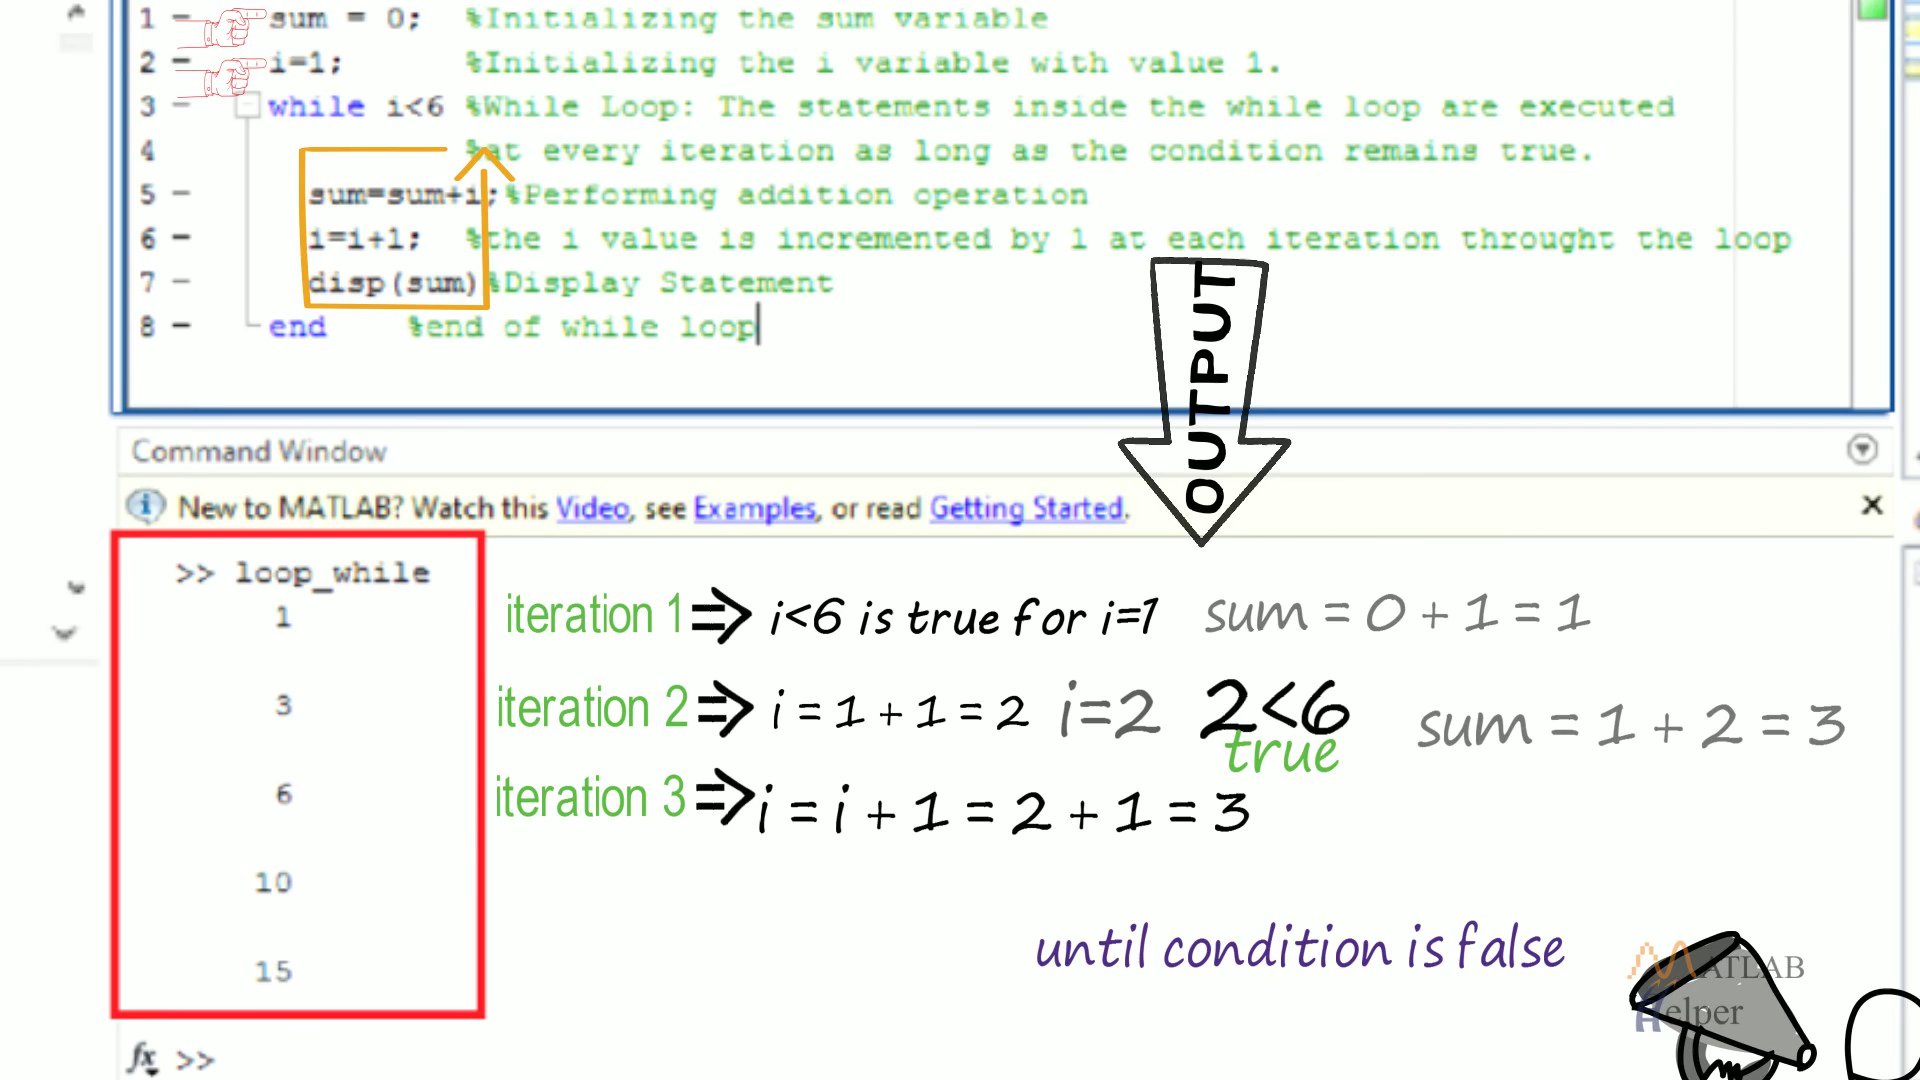 1 − sum = 0; %Initializing the sum variable
2 − i=1; %Initializing the i variable with value 1.
3 − while i<6 %While Loop: The statements inside the while loop are executed
4 %at every iteration as long as the condition remains true.
5 − sum=sum+i;%Performing addition operation
6 − i=i+1; %the i value is incremented by 1 at each iteration throught the loop
7 − disp(sum)%Display Statement
8 − end %end of while loop
OUTPUT
Command Window
New to MATLAB? Watch this Video, see Examples, or read Getting Started.
>> loop_while
1 iteration 1 => i<6 is true for i=1 sum = 0 + 1 = 1
3 iteration 2 => i = 1 + 1 = 2 i=2 2<6 sum = 1 + 2 = 3
true
6 iteration 3 => i = i + 1 = 2 + 1 = 3
10
until condition is false
15
MATLAB
Helper
fx >>